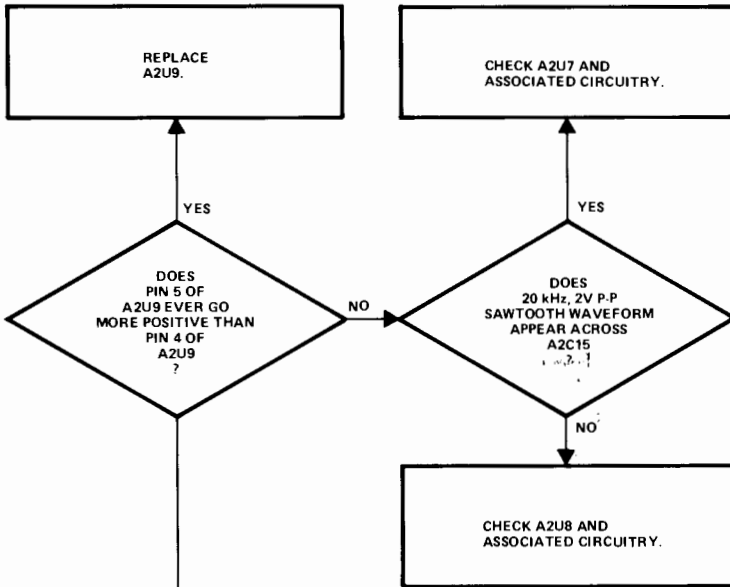 REPLACE
A2U9.
CHECK A2U7 AND
ASSOCIATED CIRCUITRY.
YES
YES
DOES
PIN 5 OF
A2U9 EVER GO
MORE POSITIVE THAN
PIN 4 OF
A2U9
?
NO
DOES
20 kHz, 2V P-P
SAWTOOTH WAVEFORM
APPEAR ACROSS
A2C15
?
NO
CHECK A2U8 AND
ASSOCIATED CIRCUITRY.